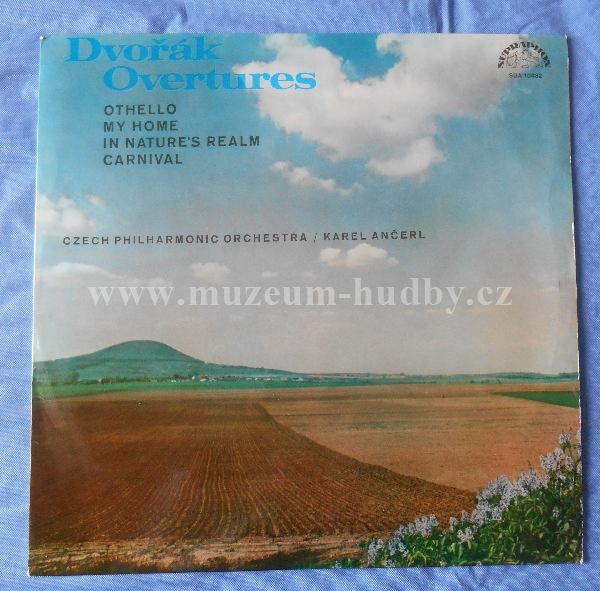 Dvořák
Overtures
SUPRAPHON
SUA 10482
OTHELLO
MY HOME
IN NATURE'S REALM
CARNIVAL
CZECH PHILHARMONIC ORCHESTRA / KAREL ANČERL
www.muzeum-hudby.cz